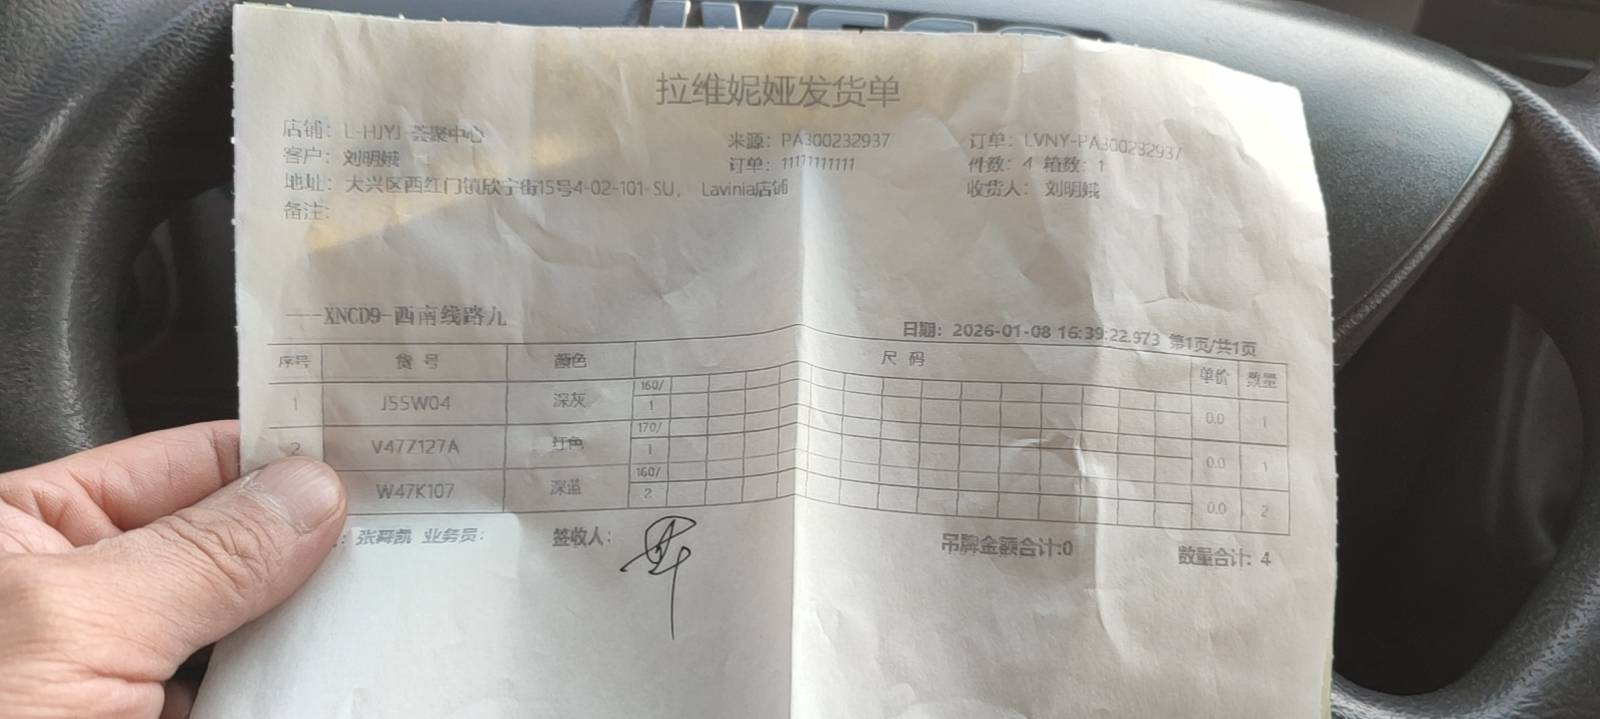 拉维妮娅发货单
店铺：L-HJYJ-荟聚中心 来源：PA300232937 订单：LVNY-PA300232937
客户：刘明娥 订单：11111111111 件数：4 箱数：1
地址：大兴区西红门镇欣宁街15号4-02-101-SU， Lavinia店铺 收货人：刘明娥
备注：
——XNCD9-西南线路九 日期：2026-01-08 16:39:22.973 第1页/共1页
序号 货号 颜色 尺码 单价 数量
160/
1 J55W04 深灰 1 0.0 1
170/
2 V47Z127A 红色 1 0.0 1
160/
W47K107 深蓝 2 0.0 2
：张舜凯 业务员： 签收人： 吊牌金额合计:0 数量合计：4